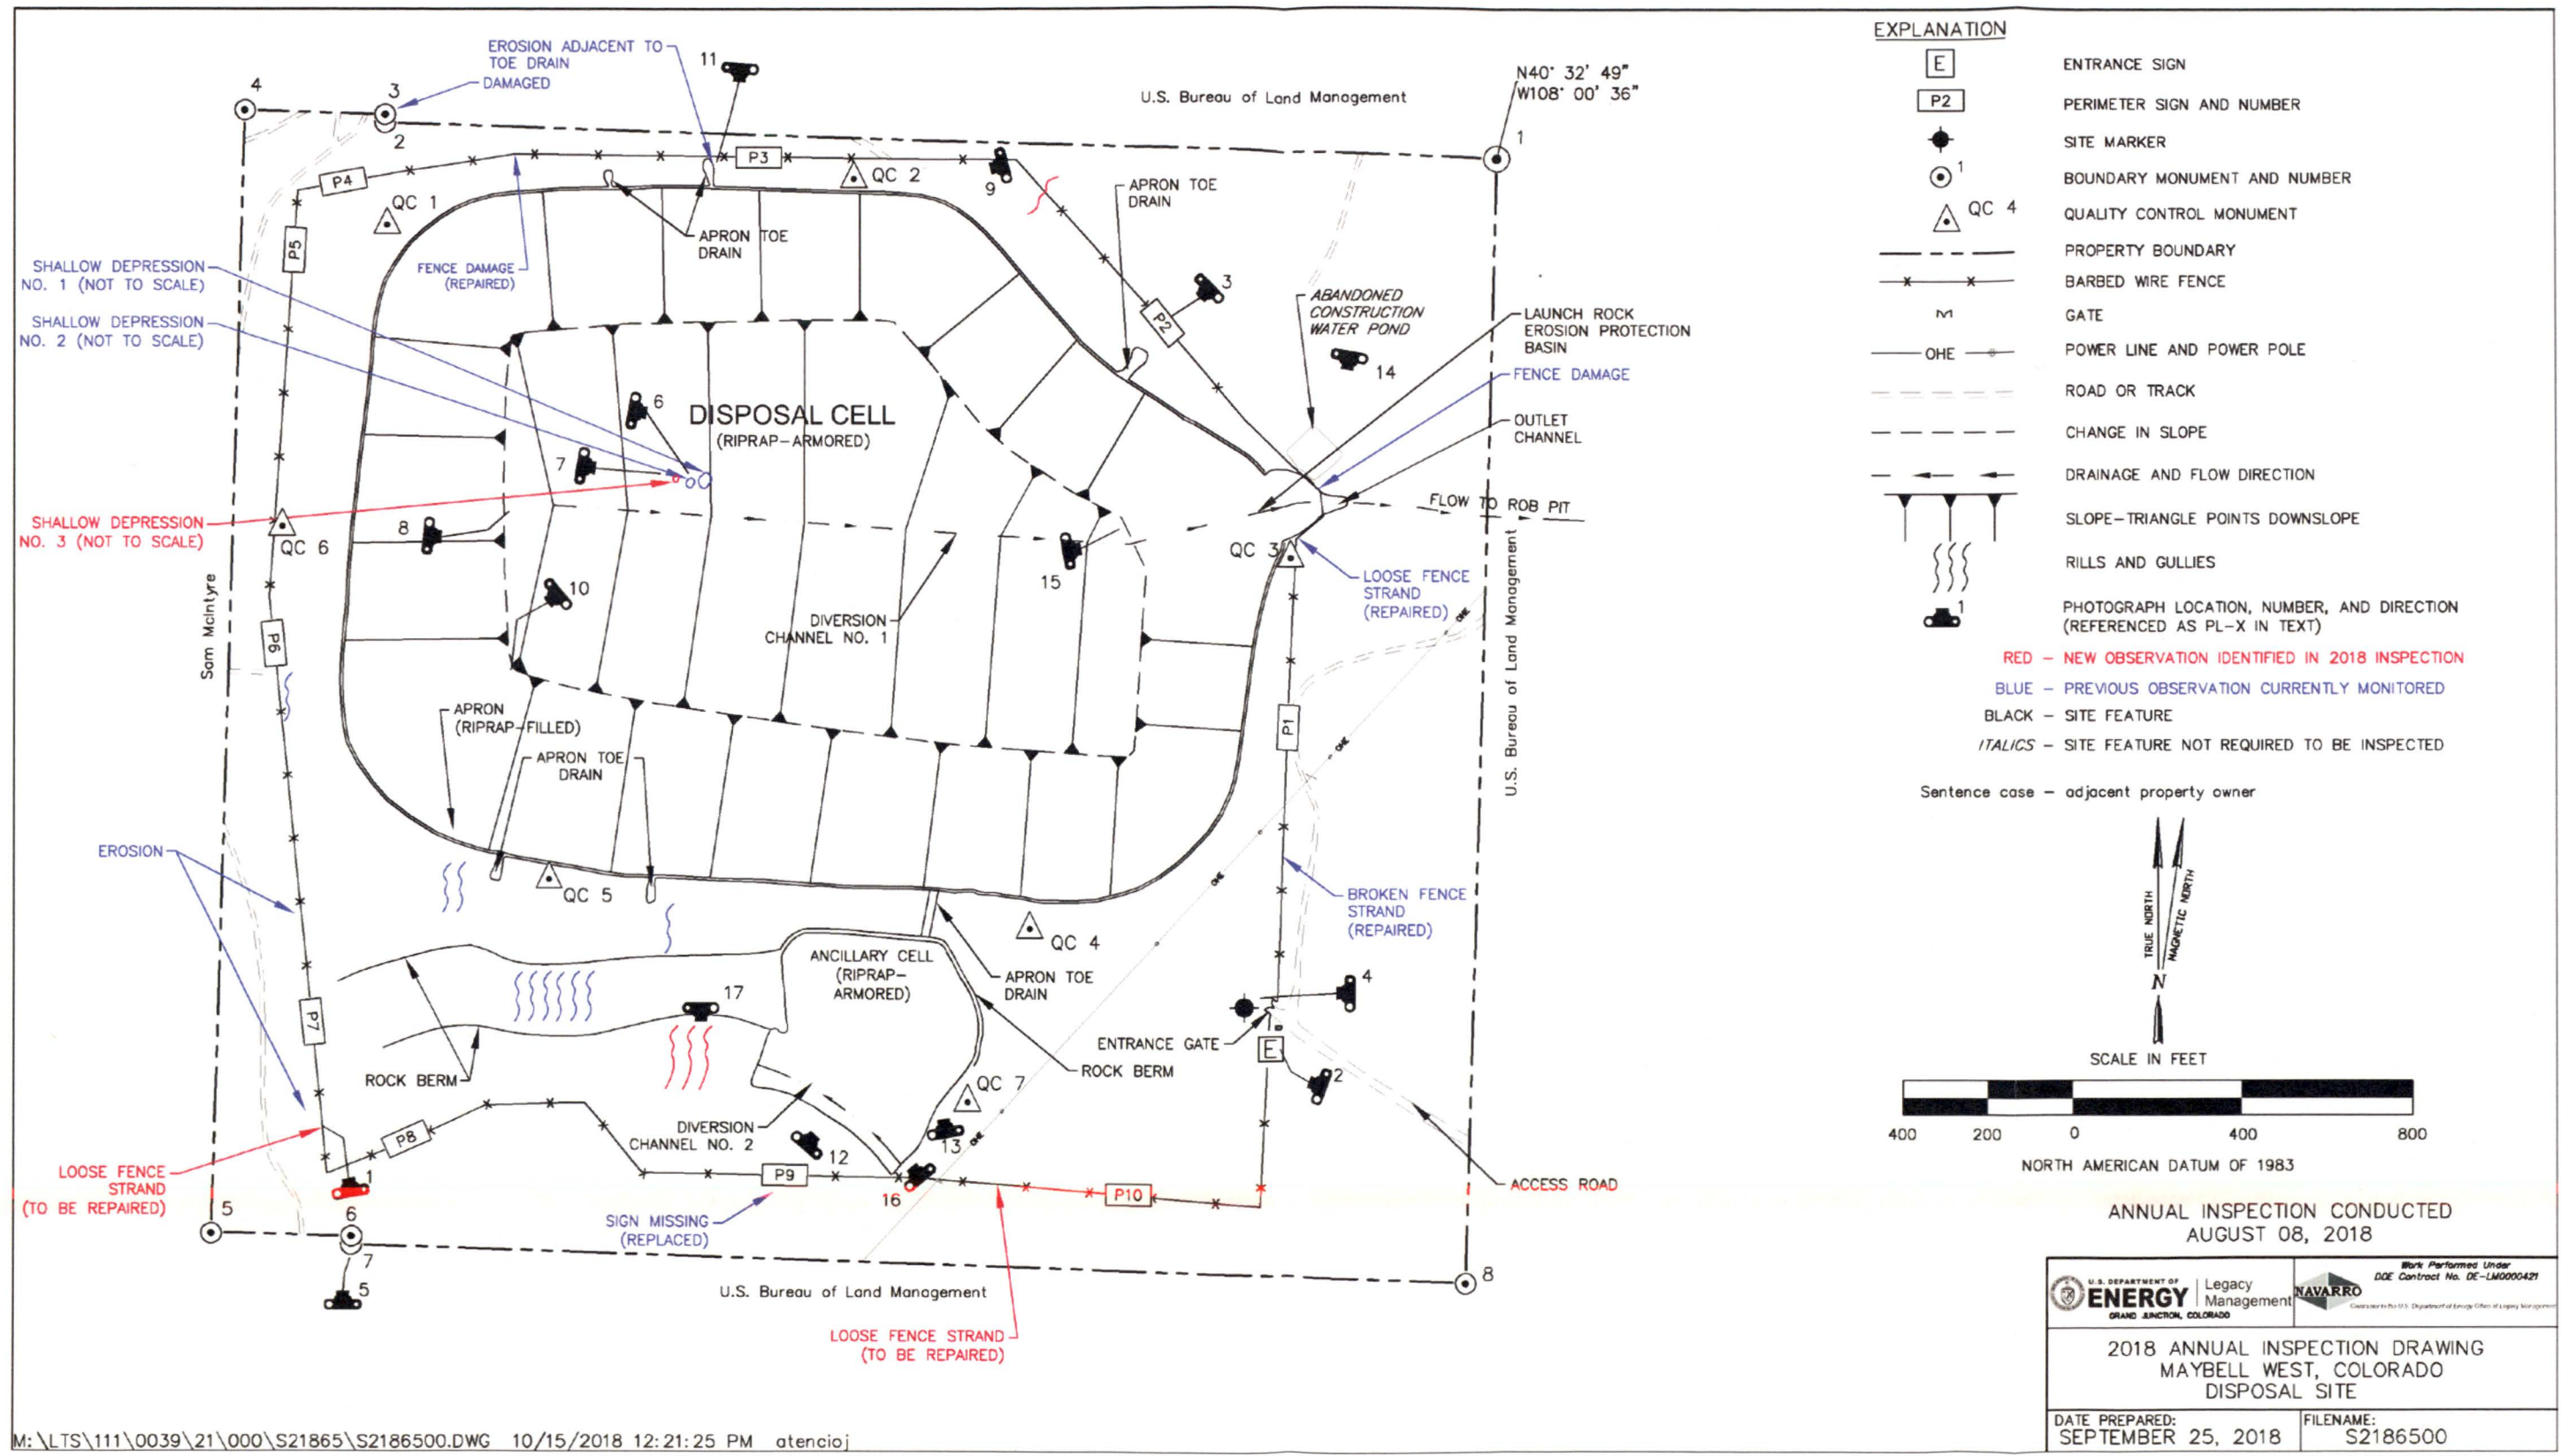 EROSION ADJACENT TO
TOE DRAIN
DAMAGED
11
4
3
2
U.S. Bureau of Land Management
N40° 32' 49"
W108° 00' 36"
1
P3
P4
QC 1
QC 2
9
APRON TOE
DRAIN
P5
APRON TOE
DRAIN
FENCE DAMAGE
(REPAIRED)
SHALLOW DEPRESSION
NO. 1 (NOT TO SCALE)
SHALLOW DEPRESSION
NO. 2 (NOT TO SCALE)
3
P2
ABANDONED
CONSTRUCTION
WATER POND
14
LAUNCH ROCK
EROSION PROTECTION
BASIN
FENCE DAMAGE
OUTLET
CHANNEL
6
DISPOSAL CELL
(RIPRAP-ARMORED)
7
FLOW TO ROB PIT
SHALLOW DEPRESSION
NO. 3 (NOT TO SCALE)
QC 6
8
QC 3
15
10
LOOSE FENCE
STRAND
(REPAIRED)
OHE
Sam McIntyre
P6
DIVERSION
CHANNEL NO. 1
U.S. Bureau of Land Management
APRON
(RIPRAP-FILLED)
P1
OHE
APRON TOE
DRAIN
EROSION
QC 5
OHE
BROKEN FENCE
STRAND
(REPAIRED)
QC 4
ANCILLARY CELL
(RIPRAP-
ARMORED)
APRON TOE
DRAIN
4
17
P7
ENTRANCE GATE
E
ROCK BERM
ROCK BERM
2
QC 7
DIVERSION
CHANNEL NO. 2
P8
12
13
OHE
LOOSE FENCE
STRAND
(TO BE REPAIRED)
1
P9
16
P10
ACCESS ROAD
5
6
SIGN MISSING
(REPLACED)
7
5
8
U.S. Bureau of Land Management
LOOSE FENCE STRAND
(TO BE REPAIRED)
M:\LTS\111\0039\21\000\S21865\S2186500.DWG 10/15/2018 12:21:25 PM atencioj
EXPLANATION
E ENTRANCE SIGN
P2 PERIMETER SIGN AND NUMBER
SITE MARKER
1 BOUNDARY MONUMENT AND NUMBER
QC 4 QUALITY CONTROL MONUMENT
PROPERTY BOUNDARY
BARBED WIRE FENCE
GATE
OHE POWER LINE AND POWER POLE
ROAD OR TRACK
CHANGE IN SLOPE
DRAINAGE AND FLOW DIRECTION
SLOPE-TRIANGLE POINTS DOWNSLOPE
RILLS AND GULLIES
1 PHOTOGRAPH LOCATION, NUMBER, AND DIRECTION
(REFERENCED AS PL-X IN TEXT)
RED - NEW OBSERVATION IDENTIFIED IN 2018 INSPECTION
BLUE - PREVIOUS OBSERVATION CURRENTLY MONITORED
BLACK - SITE FEATURE
ITALICS - SITE FEATURE NOT REQUIRED TO BE INSPECTED
Sentence case - adjacent property owner
TRUE NORTH
MAGNETIC NORTH
N
SCALE IN FEET
400 200 0 400 800
NORTH AMERICAN DATUM OF 1983
ANNUAL INSPECTION CONDUCTED
AUGUST 08, 2018
U.S. DEPARTMENT OF
ENERGY
Legacy
Management
GRAND JUNCTION, COLORADO
NAVARRO
Work Performed Under
DOE Contract No. DE-LM0000421
Contractor to the U.S. Department of Energy Office of Legacy Management
2018 ANNUAL INSPECTION DRAWING
MAYBELL WEST, COLORADO
DISPOSAL SITE
DATE PREPARED:
SEPTEMBER 25, 2018
FILENAME:
S2186500